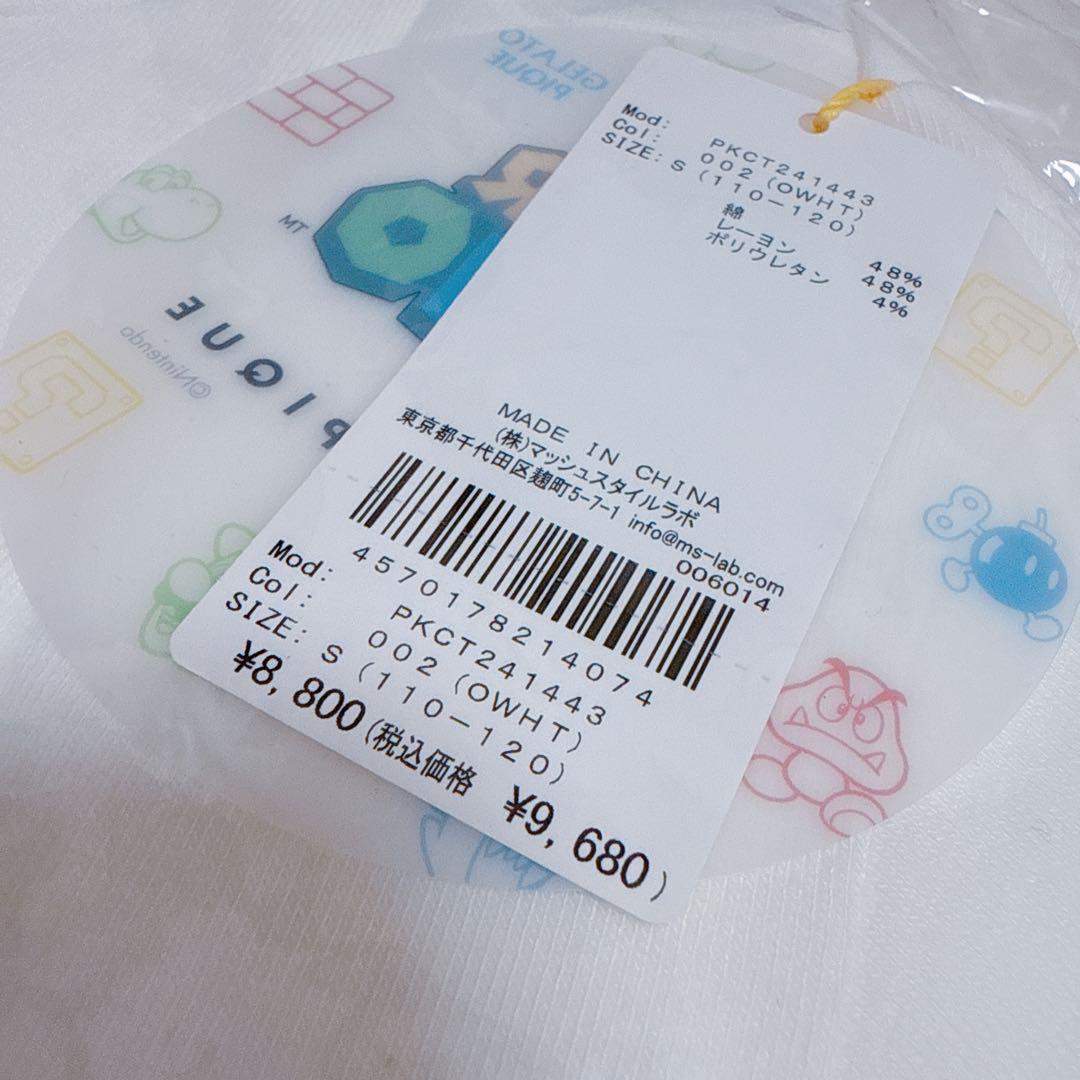 GELATO
PIQUE
TM
PIQUE
©Nintendo
Mod: PKCT241443
Col: 002 (OWHT)
SIZE: S (110-120)
綿 48%
レーヨン 48%
ポリウレタン 4%
MADE IN CHINA
(株)マッシュスタイルラボ
東京都千代田区麹町5-7-1 info@ms-lab.com
006014
4570178214074
Mod: PKCT241443
Col: 002 (OWHT)
SIZE: S (110-120)
¥8,800(税込価格 ¥9,680)